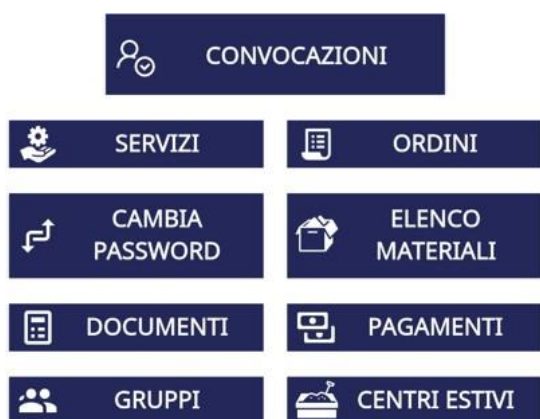 CONVOCAZIONI
SERVIZI
ORDINI
CAMBIA
PASSWORD
ELENCO
MATERIALI
DOCUMENTI
PAGAMENTI
GRUPPI
CENTRI ESTIVI